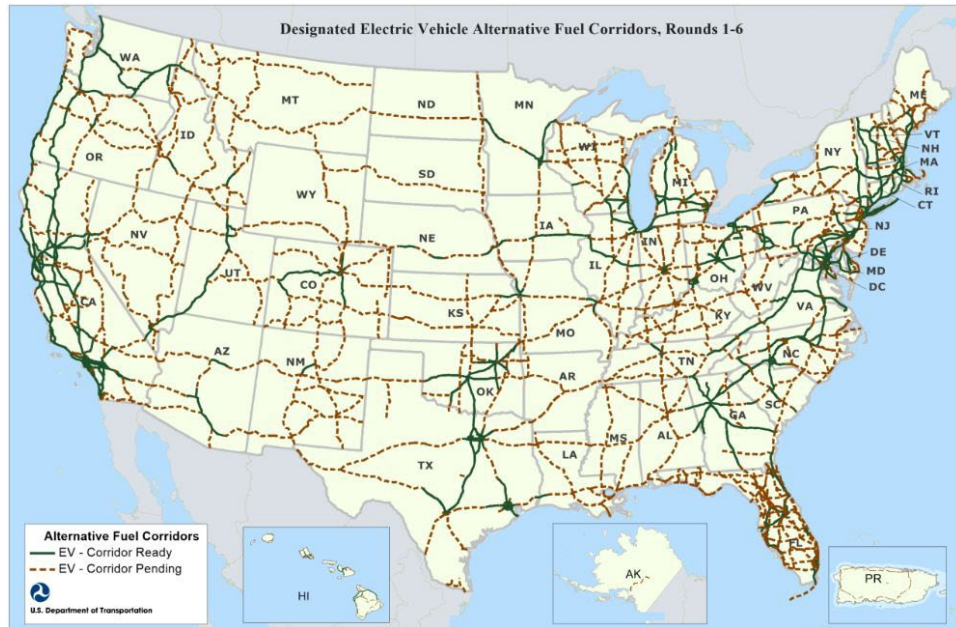 Designated Electric Vehicle Alternative Fuel Corridors, Rounds 1-6
WA
MT
ND
MN
ME
OR
ID
WY
SD
WI
MI
NY
VT
NH
MA
RI
CT
NV
UT
CO
NE
IA
IL
IN
OH
PA
NJ
DE
MD
DC
WV
VA
CA
KS
MO
KY
AZ
NM
OK
AR
TN
NC
SC
TX
LA
MS
AL
GA
FL
Alternative Fuel Corridors
EV - Corridor Ready
EV - Corridor Pending
U.S. Department of Transportation
HI
AK
PR